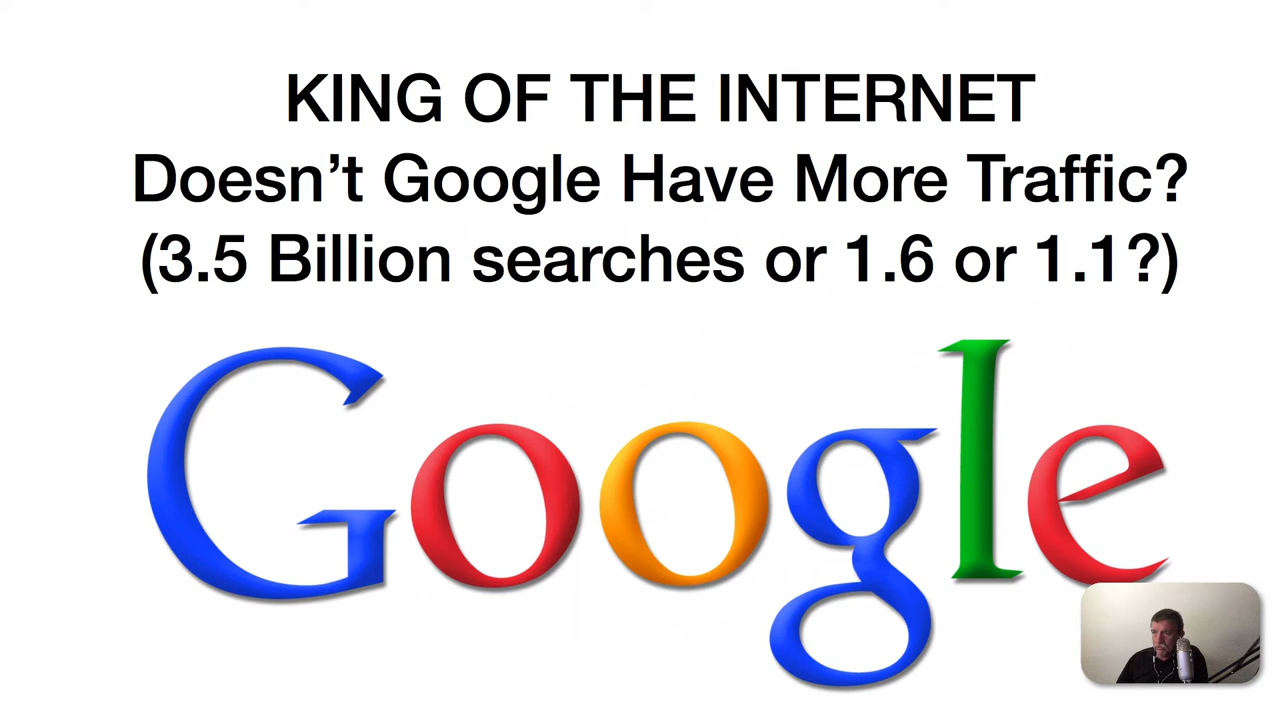 KING OF THE INTERNET
Doesn’t Google Have More Traffic?
(3.5 Billion searches or 1.6 or 1.1?)
Google